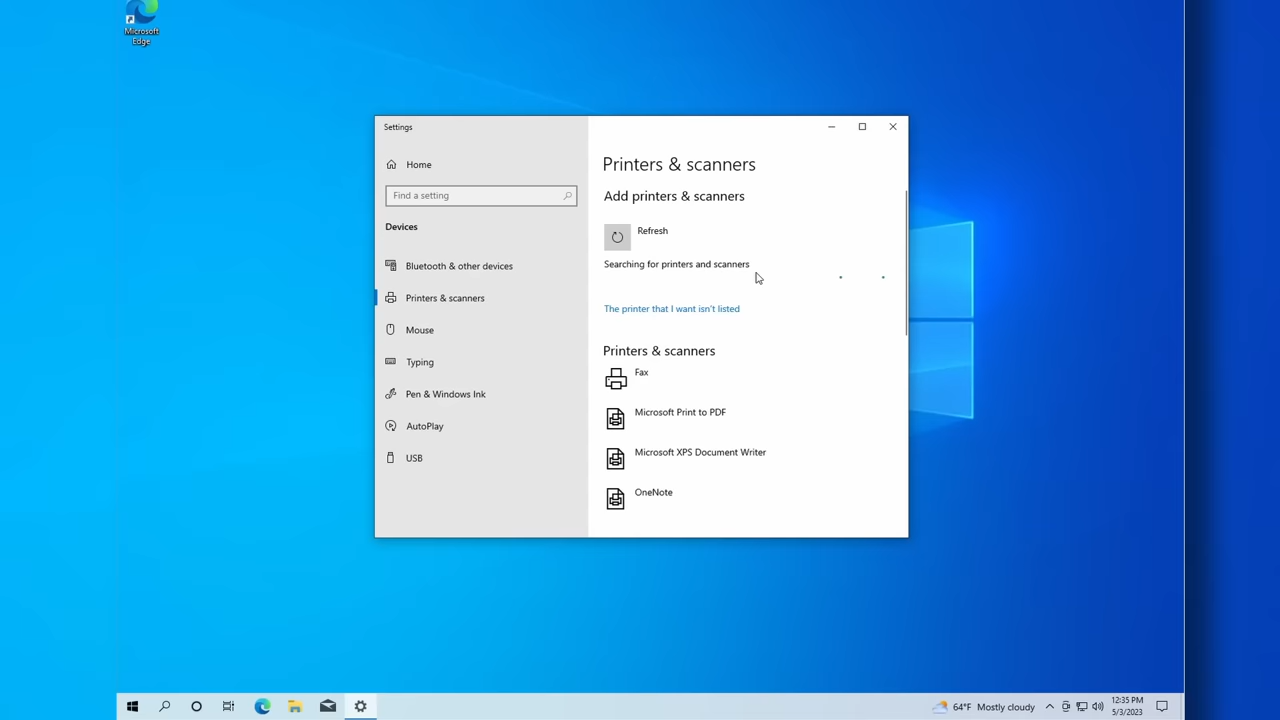 Microsoft
Edge
Settings
Home
Find a setting
Devices
Bluetooth & other devices
Printers & scanners
Mouse
Typing
Pen & Windows Ink
AutoPlay
USB
Printers & scanners
Add printers & scanners
Refresh
Searching for printers and scanners
The printer that I want isn't listed
Printers & scanners
Fax
Microsoft Print to PDF
Microsoft XPS Document Writer
OneNote
64°F Mostly cloudy
12:35 PM
5/3/2023